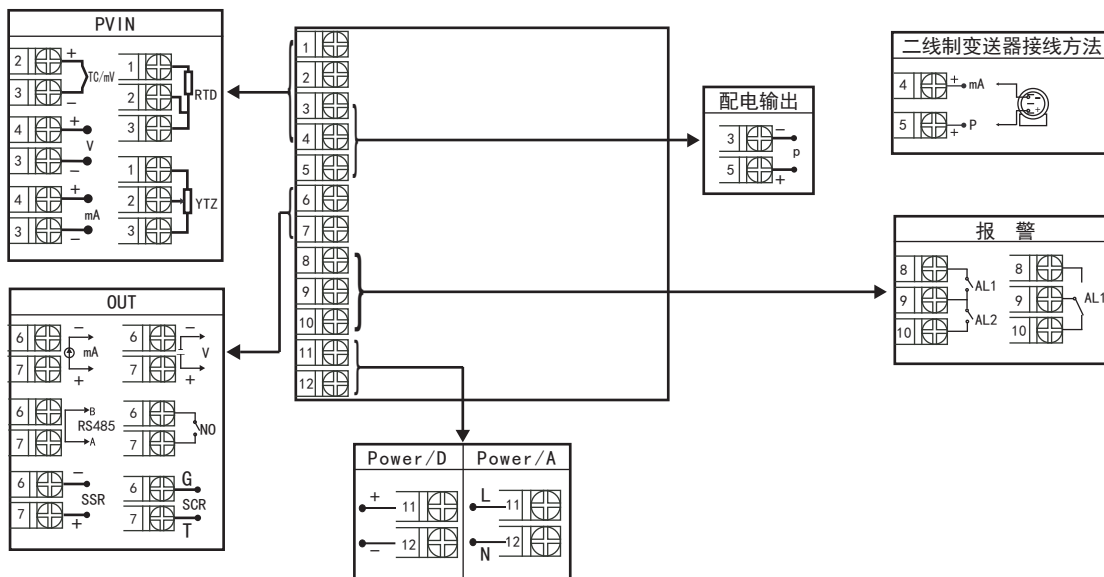 PVIN
2 + TC/mV
3 −
4 + V
3 −
4 + mA
3 −
1 RTD
2
3
1
2 YTZ
3
OUT
6 − mA
7 +
6 − V
7 +
6 B RS485
7 A
6 NO
7
6 − SSR
7 +
6 G SCR
7 T
1
2
3
4
5
6
7
8
9
10
11
12
Power/D
+ 11
− 12
Power/A
L 11
N 12
配电输出
3 − p
5 +
二线制变送器接线方法
4 + mA −
5 + P − +
报 警
8 AL1
9
10 AL2
8
9 AL1
10